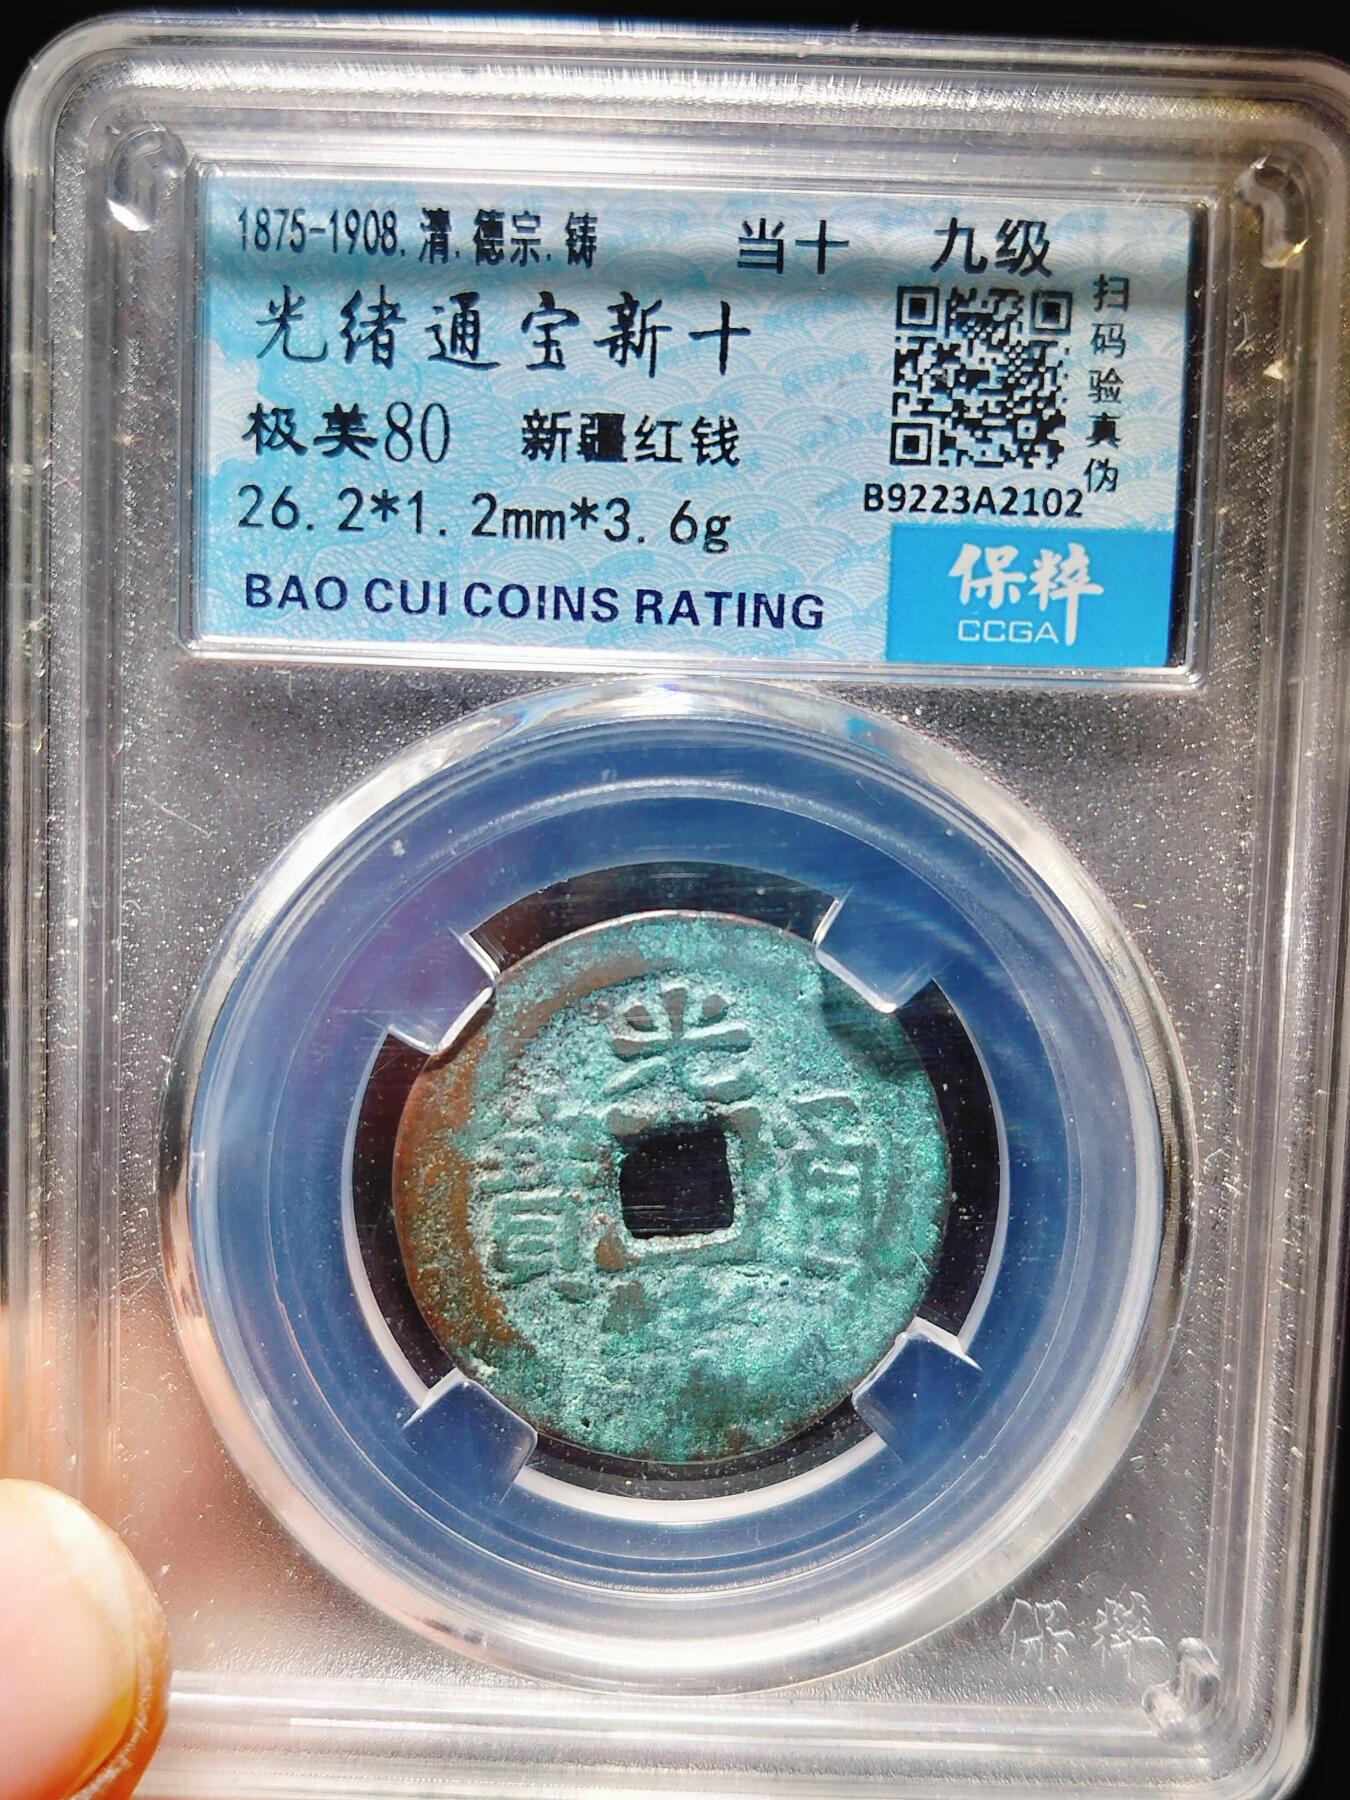 1875-1908.清.德宗.铸 当十 九级
光绪通宝新十
极美80 新疆红钱
扫码验真伪
26.2*1.2mm*3.6g
B9223A2102
BAO CUI COINS RATING
保粹
CCGA
光
寶 通
保粹